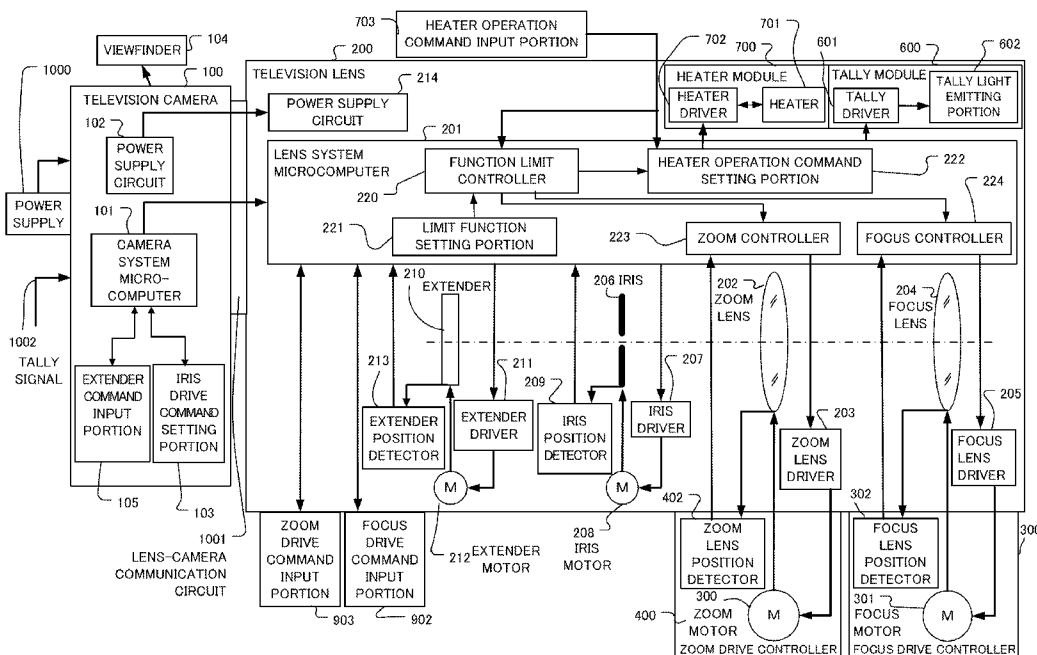 703
HEATER OPERATION
COMMAND INPUT PORTION
104
VIEWFINDER
1000
100
TELEVISION CAMERA
102
POWER
SUPPLY
CIRCUIT
POWER
SUPPLY
101
CAMERA
SYSTEM
MICRO-
COMPUTER
1002
TALLY
SIGNAL
EXTENDER
COMMAND
INPUT
PORTION
IRIS
DRIVE
COMMAND
SETTING
PORTION
105
103
1001
LENS-CAMERA
COMMUNICATION
CIRCUIT
200
TELEVISION LENS
214
POWER SUPPLY
CIRCUIT
702
701
700
HEATER MODULE
HEATER
DRIVER
HEATER
601
600
602
TALLY MODULE
TALLY
DRIVER
TALLY LIGHT
EMITTING
PORTION
201
LENS SYSTEM
MICROCOMPUTER
FUNCTION LIMIT
CONTROLLER
220
HEATER OPERATION COMMAND
SETTING PORTION
222
221
LIMIT FUNCTION
SETTING PORTION
223
ZOOM CONTROLLER
224
FOCUS CONTROLLER
210
EXTENDER
206 IRIS
202 ZOOM
LENS
204 FOCUS
LENS
213
EXTENDER
POSITION
DETECTOR
211
EXTENDER
DRIVER
M
212 EXTENDER
MOTOR
209
IRIS
POSITION
DETECTOR
207
IRIS
DRIVER
M
208 IRIS
MOTOR
203
ZOOM
LENS
DRIVER
205
FOCUS
LENS
DRIVER
402
ZOOM
LENS
POSITION
DETECTOR
302
FOCUS
LENS
POSITION
DETECTOR
300
ZOOM
DRIVE
COMMAND
INPUT
PORTION
903
FOCUS
DRIVE
COMMAND
INPUT
PORTION
902
300
M
400 ZOOM
MOTOR
ZOOM DRIVE CONTROLLER
301
M
FOCUS
MOTOR
FOCUS DRIVE CONTROLLER